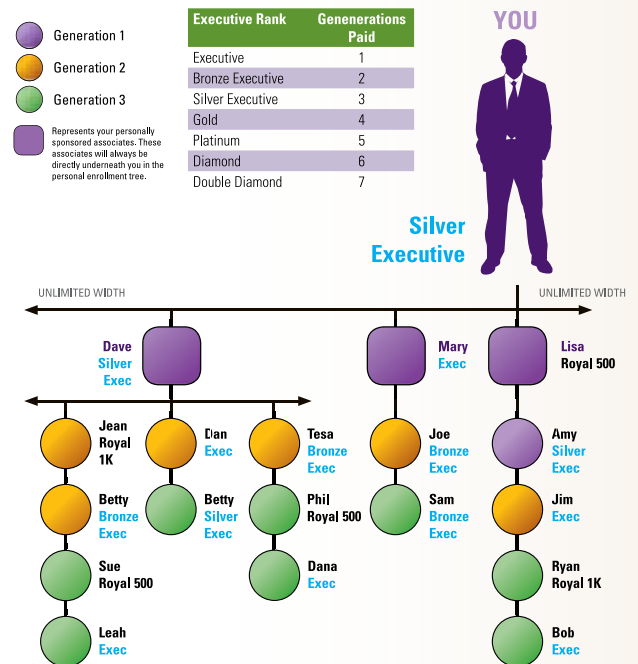 Generation 1
Generation 2
Generation 3
Represents your personally
sponsored associates. These
associates will always be
directly underneath you in the
personal enrollment tree.
Executive Rank Genenerations
Paid
Executive 1
Bronze Executive 2
Silver Executive 3
Gold 4
Platinum 5
Diamond 6
Double Diamond 7
YOU
Silver
Executive
UNLIMITED WIDTH
UNLIMITED WIDTH
Dave
Silver
Exec
Mary
Exec
Lisa
Royal 500
Jean
Royal
1K
Dan
Exec
Tesa
Bronze
Exec
Joe
Bronze
Exec
Amy
Silver
Exec
Betty
Bronze
Exec
Betty
Silver
Exec
Phil
Royal 500
Sam
Bronze
Exec
Jim
Exec
Sue
Royal 500
Dana
Exec
Ryan
Royal 1K
Leah
Exec
Bob
Exec